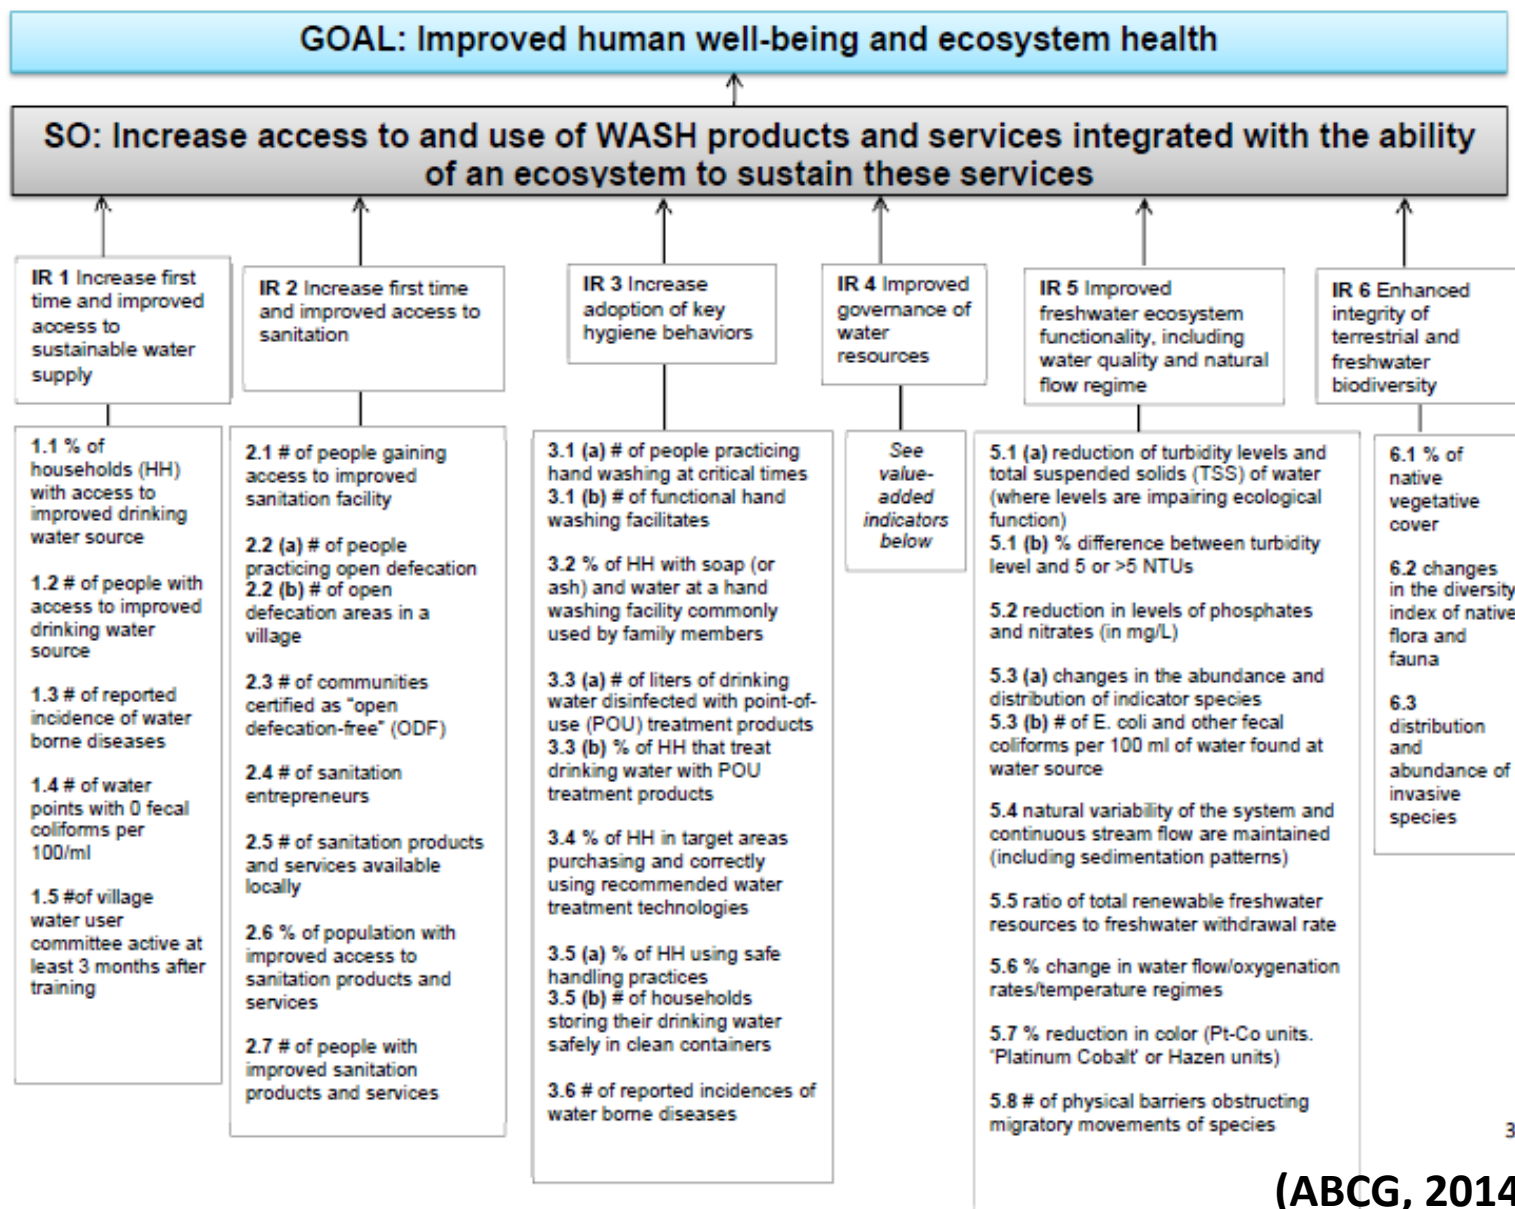 GOAL: Improved human well-being and ecosystem health
SO: Increase access to and use of WASH products and services integrated with the ability
of an ecosystem to sustain these services
IR 1 Increase first
time and improved
access to
sustainable water
supply
IR 2 Increase first time
and improved access to
sanitation
IR 3 Increase
adoption of key
hygiene behaviors
IR 4 Improved
governance of
water
resources
IR 5 Improved
freshwater ecosystem
functionality, including
water quality and natural
flow regime
IR 6 Enhanced
integrity of
terrestrial and
freshwater
biodiversity
1.1 % of
households (HH)
with access to
improved drinking
water source
1.2 # of people with
access to improved
drinking water
source
1.3 # of reported
incidence of water
borne diseases
1.4 # of water
points with 0 fecal
coliforms per
100/ml
1.5 #of village
water user
committee active at
least 3 months after
training
2.1 # of people gaining
access to improved
sanitation facility
2.2 (a) # of people
practicing open defecation
2.2 (b) # of open
defecation areas in a
village
2.3 # of communities
certified as "open
defecation-free" (ODF)
2.4 # of sanitation
entrepreneurs
2.5 # of sanitation products
and services available
locally
2.6 % of population with
improved access to
sanitation products and
services
2.7 # of people with
improved sanitation
products and services
3.1 (a) # of people practicing
hand washing at critical times
3.1 (b) # of functional hand
washing facilitates
3.2 % of HH with soap (or
ash) and water at a hand
washing facility commonly
used by family members
3.3 (a) # of liters of drinking
water disinfected with point-of-
use (POU) treatment products
3.3 (b) % of HH that treat
drinking water with POU
treatment products
3.4 % of HH in target areas
purchasing and correctly
using recommended water
treatment technologies
3.5 (a) % of HH using safe
handling practices
3.5 (b) # of households
storing their drinking water
safely in clean containers
3.6 # of reported incidences of
water borne diseases
See
value-
added
indicators
below
5.1 (a) reduction of turbidity levels and
total suspended solids (TSS) of water
(where levels are impairing ecological
function)
5.1 (b) % difference between turbidity
level and 5 or >5 NTUs
5.2 reduction in levels of phosphates
and nitrates (in mg/L)
5.3 (a) changes in the abundance and
distribution of indicator species
5.3 (b) # of E. coli and other fecal
coliforms per 100 ml of water found at
water source
5.4 natural variability of the system and
continuous stream flow are maintained
(including sedimentation patterns)
5.5 ratio of total renewable freshwater
resources to freshwater withdrawal rate
5.6 % change in water flow/oxygenation
rates/temperature regimes
5.7 % reduction in color (Pt-Co units.
'Platinum Cobalt' or Hazen units)
5.8 # of physical barriers obstructing
migratory movements of species
6.1 % of
native
vegetative
cover
6.2 changes
in the diversity
index of native
flora and
fauna
6.3
distribution
and
abundance of
invasive
species
3
(ABCG, 2014